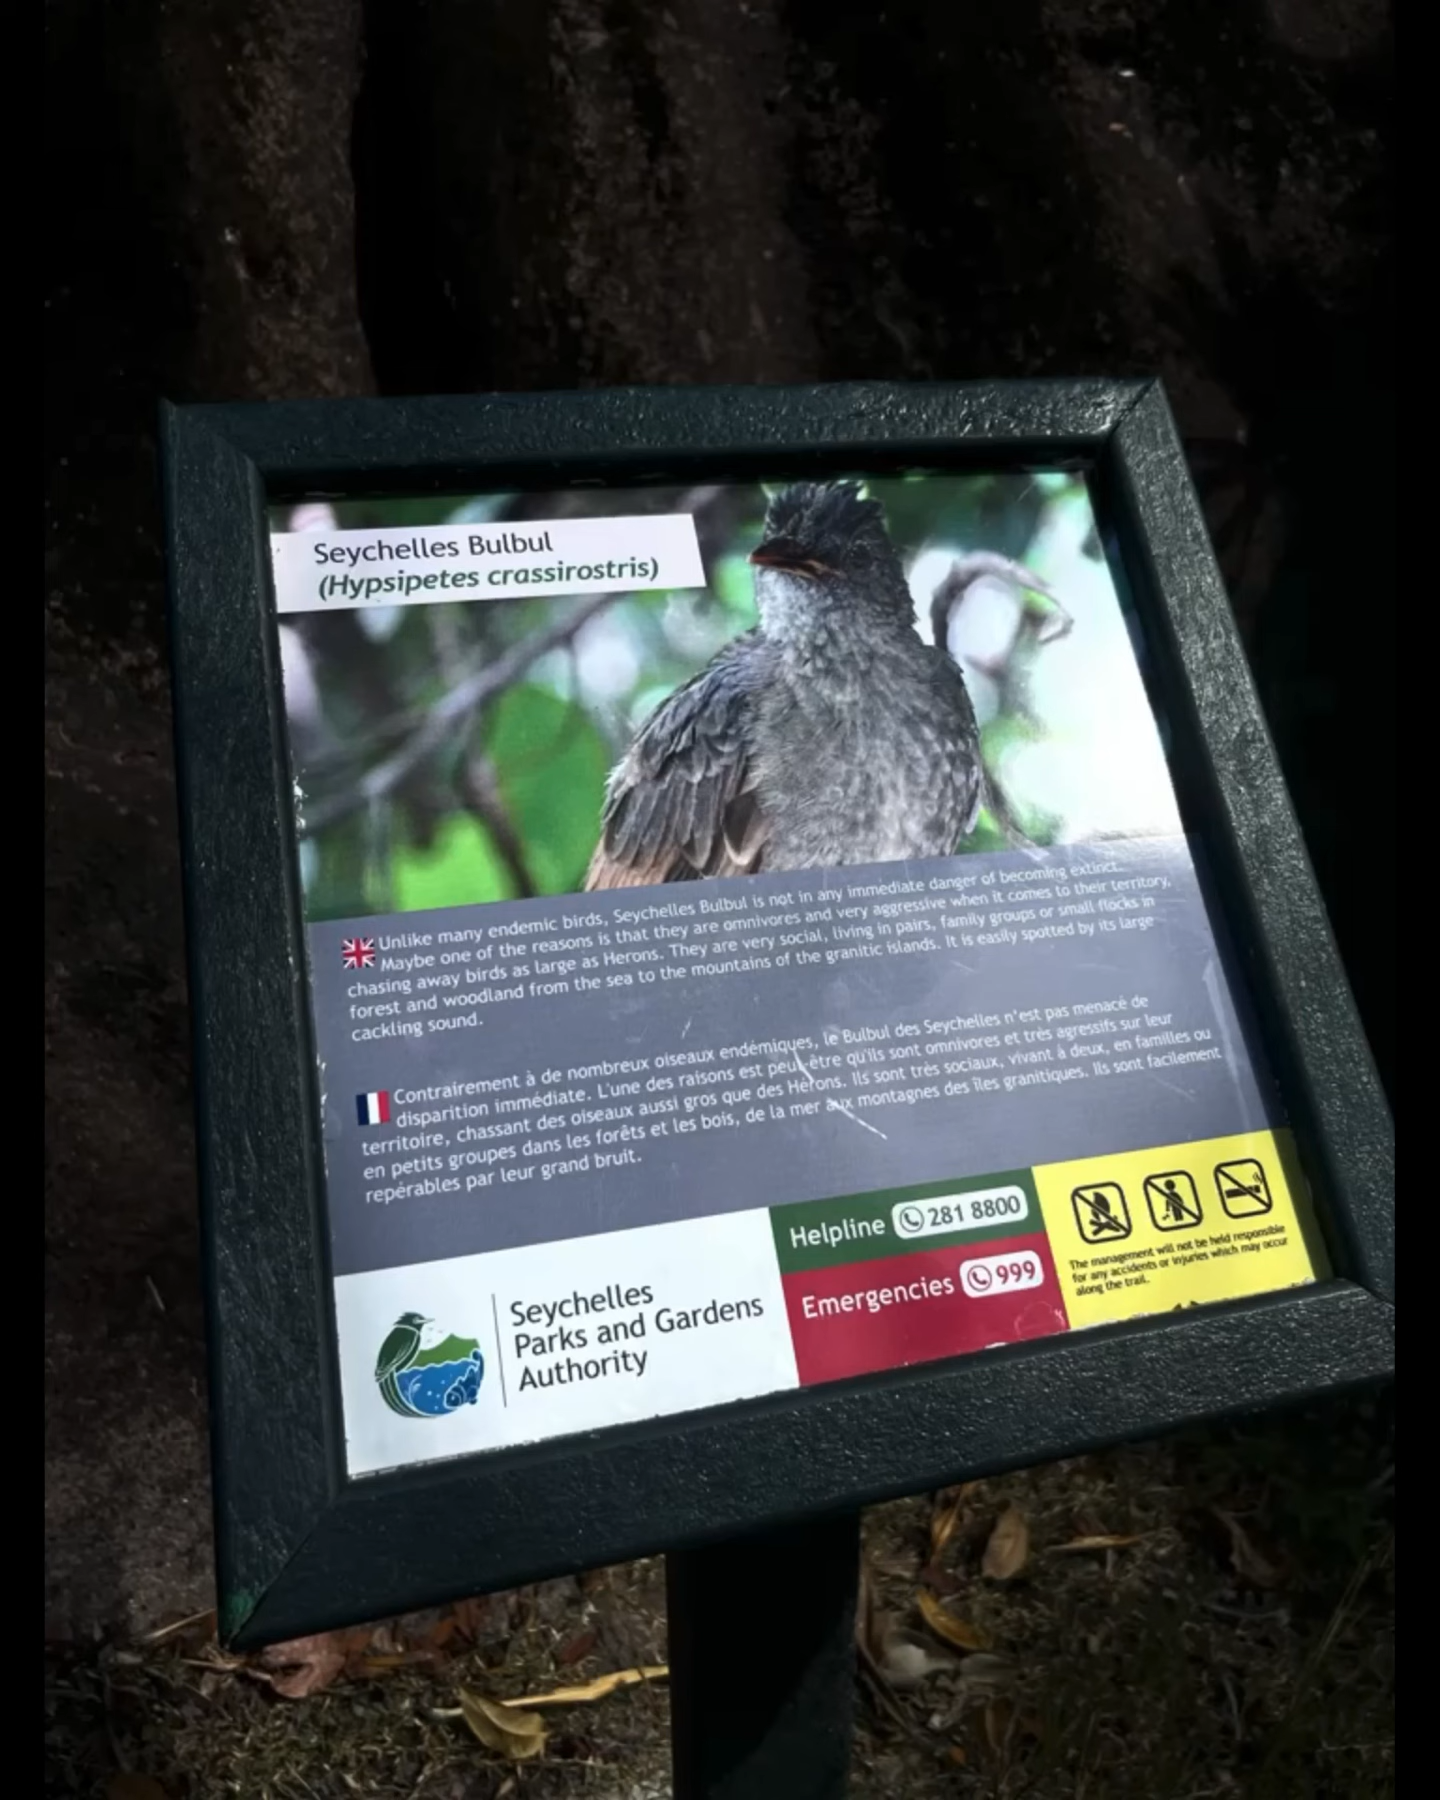 Seychelles Bulbul
(Hypsipetes crassirostris)
Unlike many endemic birds, Seychelles Bulbul is not in any immediate danger of becoming extinct.
Maybe one of the reasons is that they are omnivores and very aggressive when it comes to their territory,
chasing away birds as large as Herons. They are very social, living in pairs, family groups or small flocks in
forest and woodland from the sea to the mountains of the granitic islands. It is easily spotted by its large
cackling sound.
Contrairement à de nombreux oiseaux endémiques, le Bulbul des Seychelles n'est pas menacé de
disparition immédiate. L'une des raisons est peut être qu'ils sont omnivores et très agressifs sur leur
territoire, chassant des oiseaux aussi gros que des Hérons. Ils sont très sociaux, vivant à deux, en familles ou
en petits groupes dans les forêts et les bois, de la mer aux montagnes des îles granitiques. Ils sont facilement
repérables par leur grand bruit.
Helpline 281 8800
Emergencies 999
The management will not be held responsible
for any accidents or injuries which may occur
along the trail.
Seychelles
Parks and Gardens
Authority